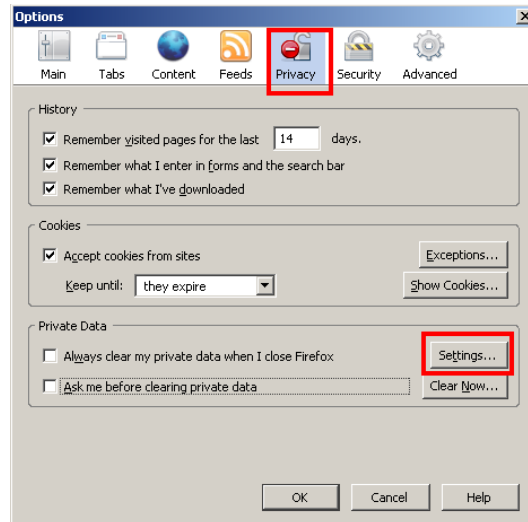 Options
Main Tabs Content Feeds Privacy Security Advanced
History
Remember visited pages for the last 14 days.
Remember what I enter in forms and the search bar
Remember what I've downloaded
Cookies
Accept cookies from sites Exceptions...
Keep until: they expire Show Cookies...
Private Data
Always clear my private data when I close Firefox Settings...
Ask me before clearing private data Clear Now...
OK Cancel Help